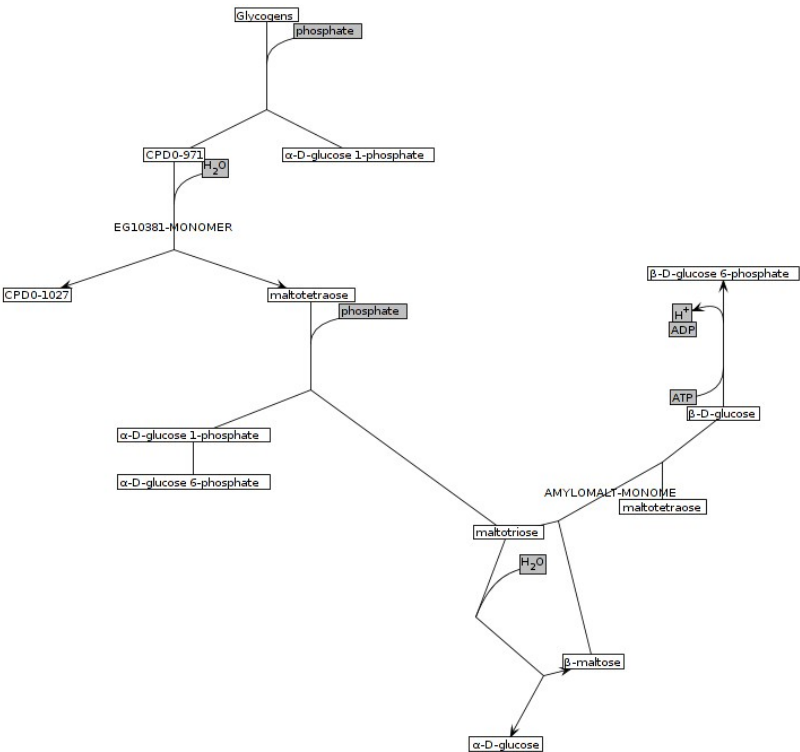 Glycogens
phosphate
CPD0-971
α-D-glucose 1-phosphate
H2O
EG10381-MONOMER
β-D-glucose 6-phosphate
CPD0-1027
maltotetraose
phosphate
H+
ADP
ATP
β-D-glucose
α-D-glucose 1-phosphate
α-D-glucose 6-phosphate
AMYLOMALT-MONOME
maltotetraose
maltotriose
H2O
β-maltose
α-D-glucose